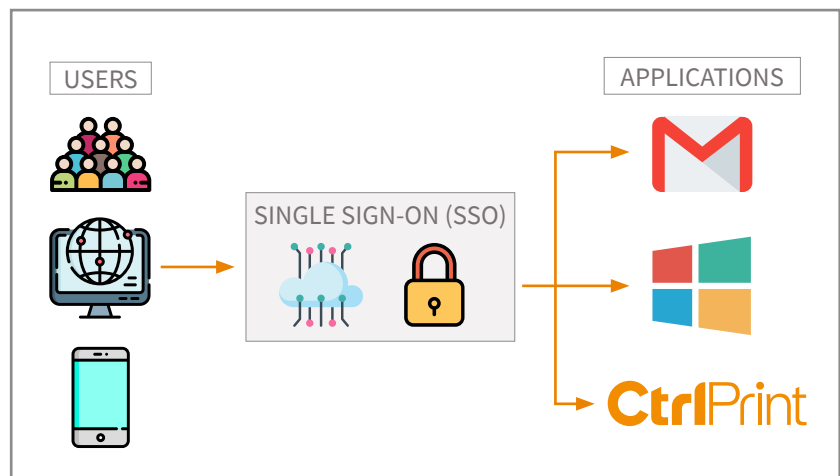 USERS
APPLICATIONS
SINGLE SIGN-ON (SSO)
CtrlPrint